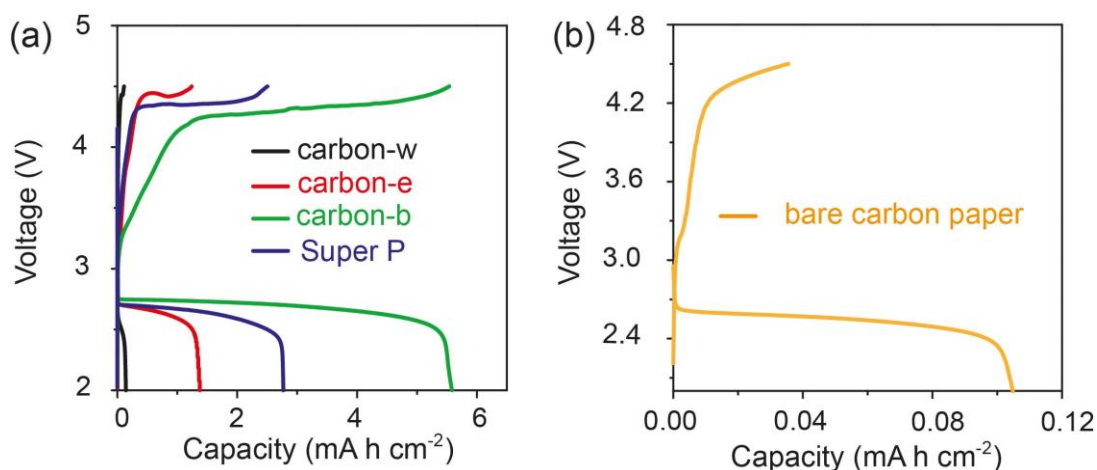 (a)
5
4
3
2
Voltage (V)
carbon-w
carbon-e
carbon-b
Super P
0 2 4 6
Capacity (mA h cm⁻²)
(b)
4.8
4.2
3.6
3.0
2.4
Voltage (V)
bare carbon paper
0.00 0.04 0.08 0.12
Capacity (mA h cm⁻²)